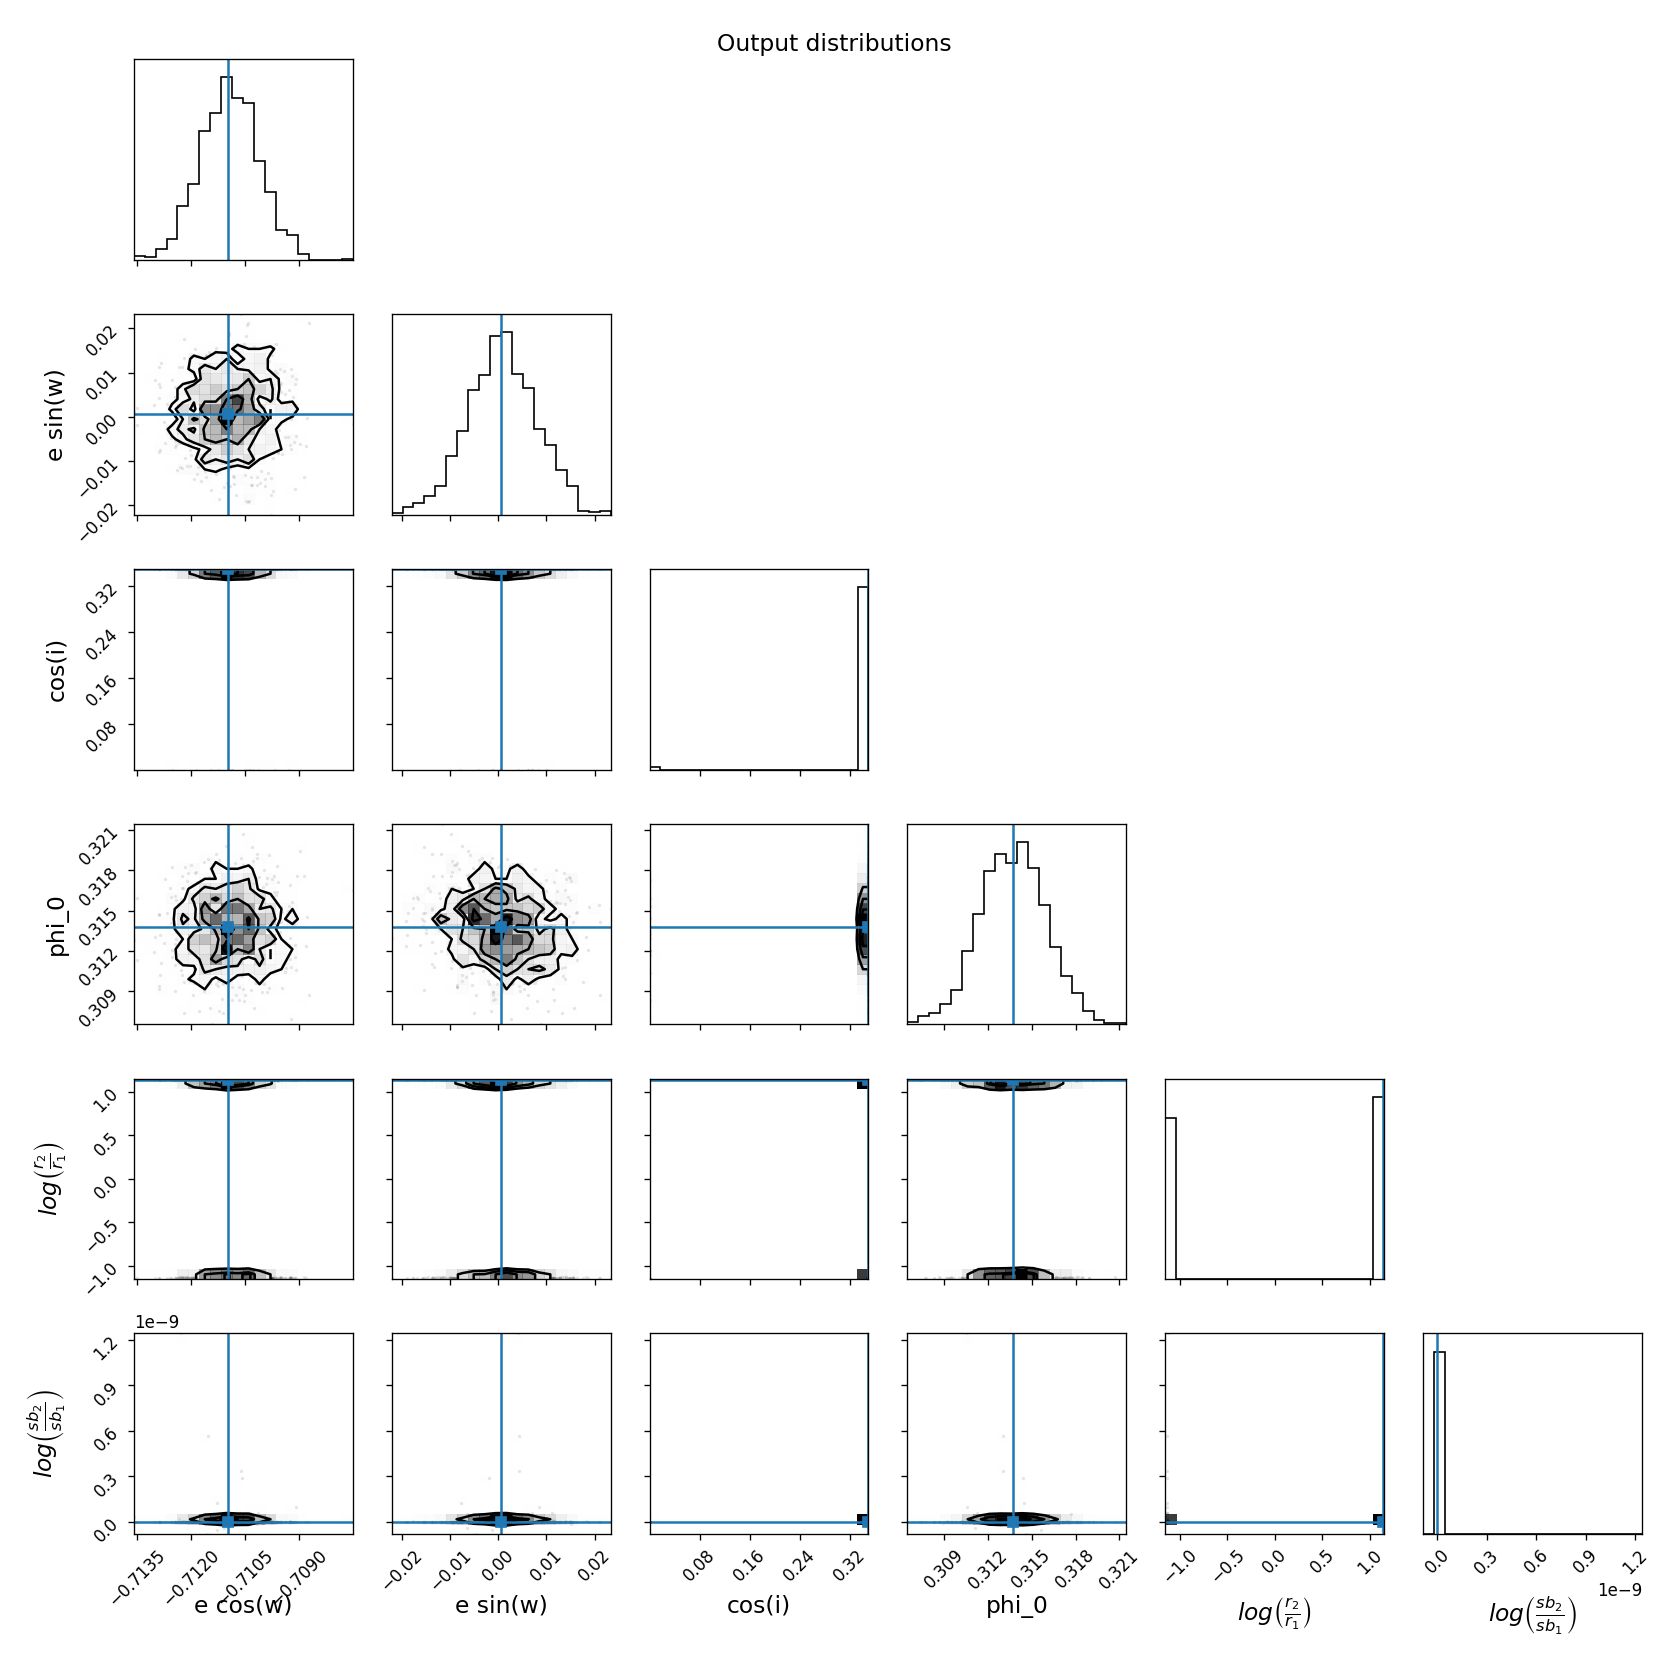 Output distributions
e sin(w)
0.02
0.01
0.00
−0.01
−0.02
cos(i)
0.32
0.24
0.16
0.08
phi_0
0.321
0.318
0.315
0.312
0.309
log(r₂/r₁)
1.0
0.5
0.0
−0.5
−1.0
1e−9
log(sb₂/sb₁)
1.2
0.9
0.6
0.3
0.0
−0.7135 −0.7120 −0.7105 −0.7090
−0.02 −0.01 0.00 0.01 0.02
0.08 0.16 0.24 0.32
0.309 0.312 0.315 0.318 0.321
−1.0 −0.5 0.0 0.5 1.0
0.0 0.3 0.6 0.9 1.2
1e−9
e cos(w) e sin(w) cos(i) phi_0 log(r₂/r₁) log(sb₂/sb₁)